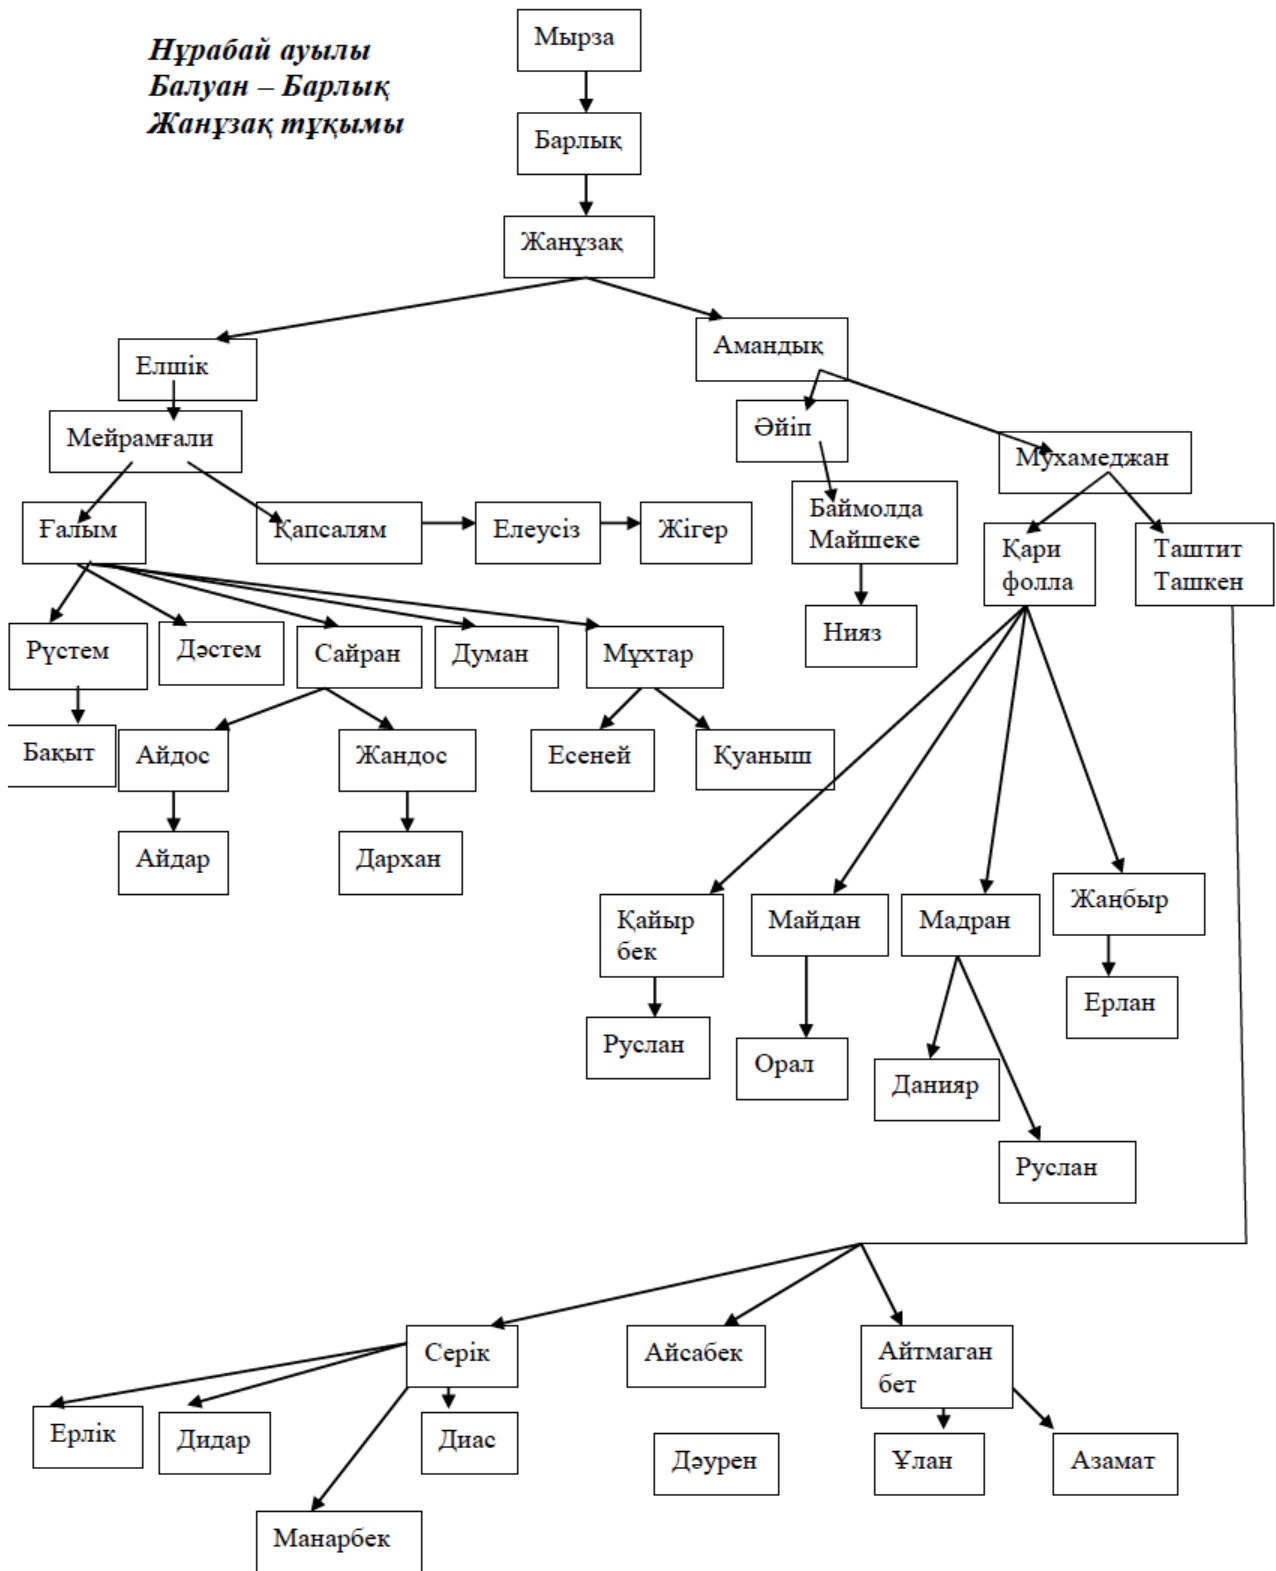 Нұрабай ауылы
Балуан – Барлық
Жанұзақ тұқымы
Мырза
Барлық
Жанұзақ
Елшік
Амандық
Мейрамғали
Әйіп
Мухамеджан
Ғалым
Қапсалям
Елеусіз
Жігер
Баймолда
Майшеке
Қари
фолла
Таштит
Ташкен
Рүстем
Дәстем
Сайран
Думан
Мұхтар
Нияз
Бақыт
Айдос
Жандос
Есеней
Қуаныш
Айдар
Дархан
Қайыр
бек
Майдан
Мадран
Жаңбыр
Руслан
Орал
Данияр
Ерлан
Руслан
Серік
Айсабек
Айтмаган
бет
Ерлік
Дидар
Диас
Дәурен
Ұлан
Азамат
Манарбек